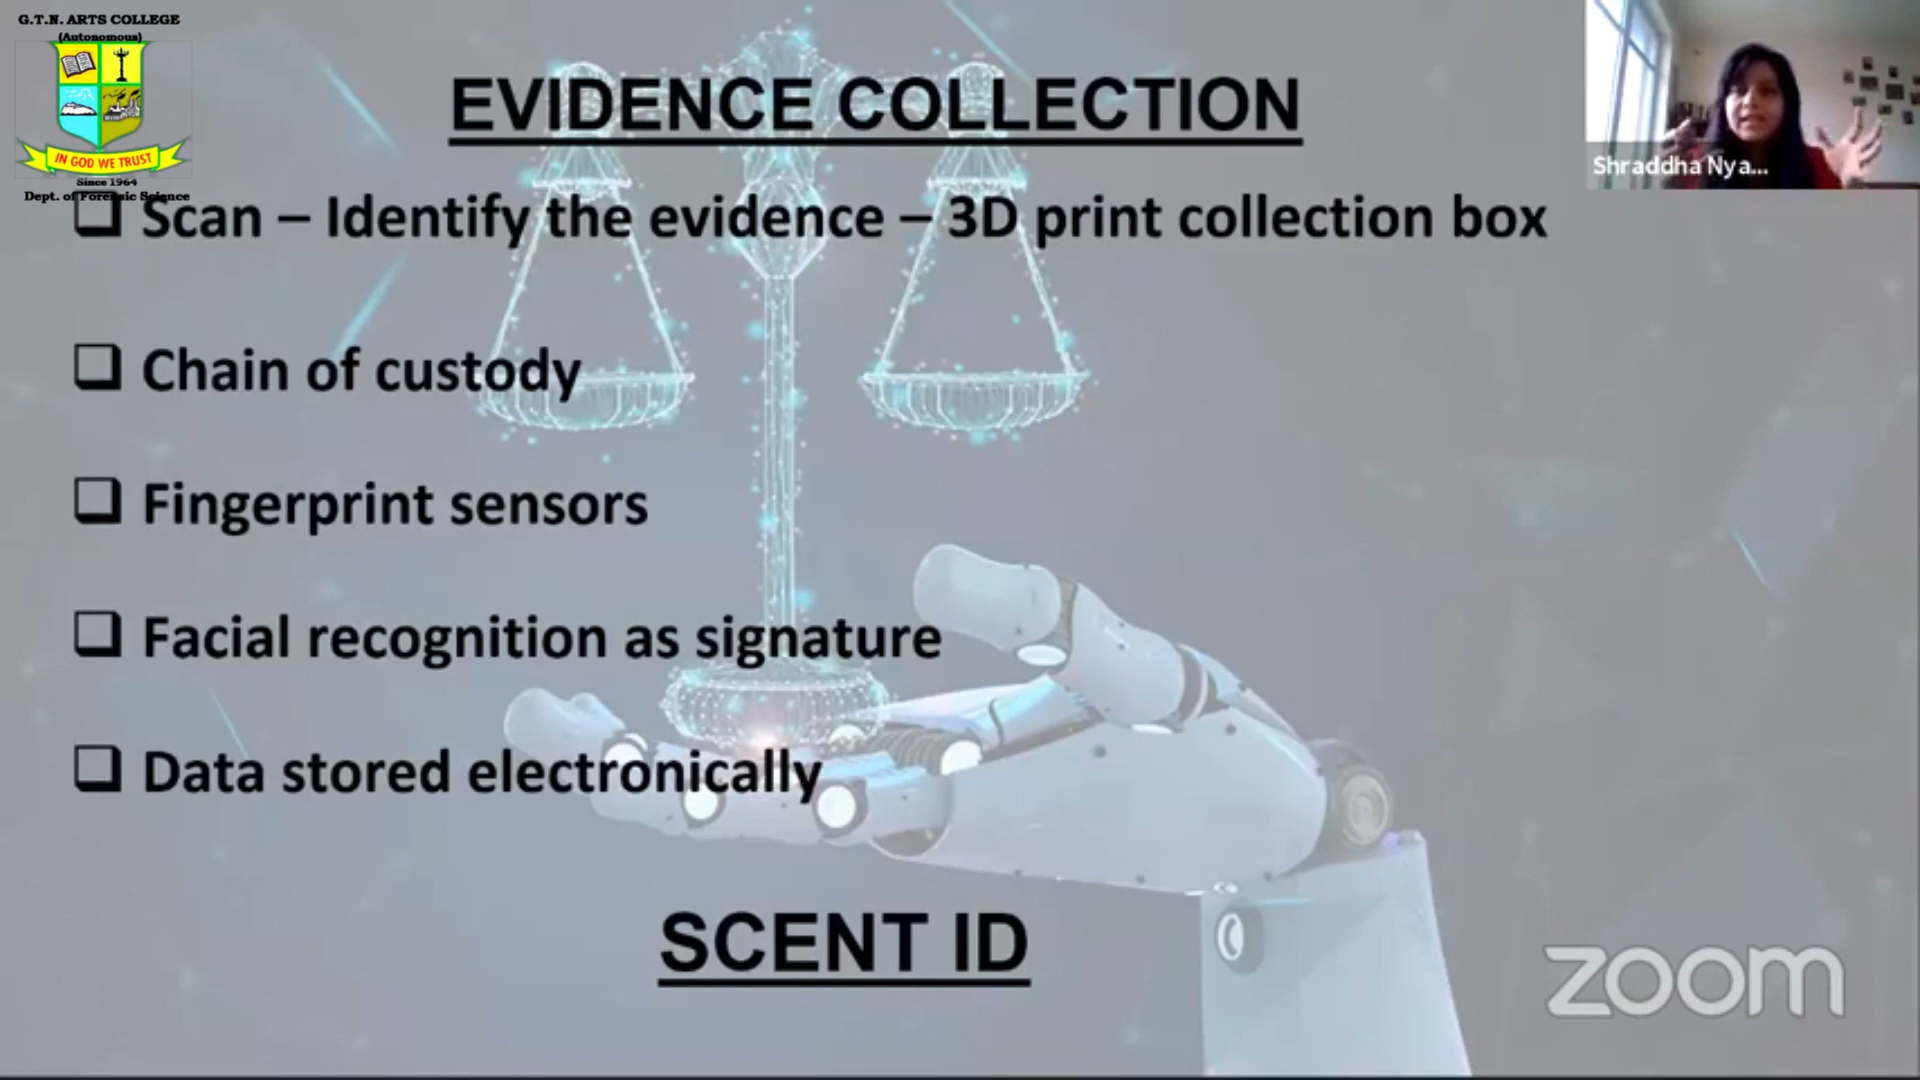 G.T.N. ARTS COLLEGE
(Autonomous)
IN GOD WE TRUST
Since 1964
Dept. of Forensic Science
EVIDENCE COLLECTION
Shraddha Nya...
❑ Scan – Identify the evidence – 3D print collection box
❑ Chain of custody
❑ Fingerprint sensors
❑ Facial recognition as signature
❑ Data stored electronically
SCENT ID
zoom